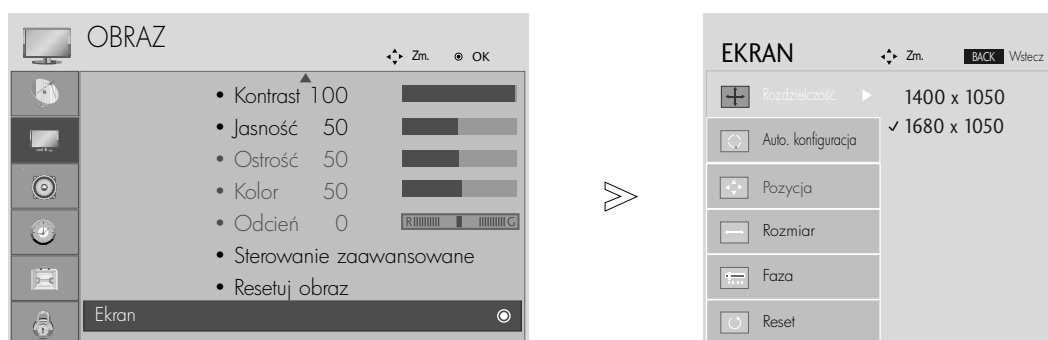 OBRAZ
Zm. OK
• Kontrast 100
• Jasność 50
• Ostrość 50
• Kolor 50
• Odcień 0 R G
• Sterowanie zaawansowane
• Resetuj obraz
Ekran
>>
EKRAN Zm. BACK Wstecz
Rozdzielczość
1400 x 1050
✓ 1680 x 1050
Auto. konfiguracja
Pozycja
Rozmiar
Faza
Reset